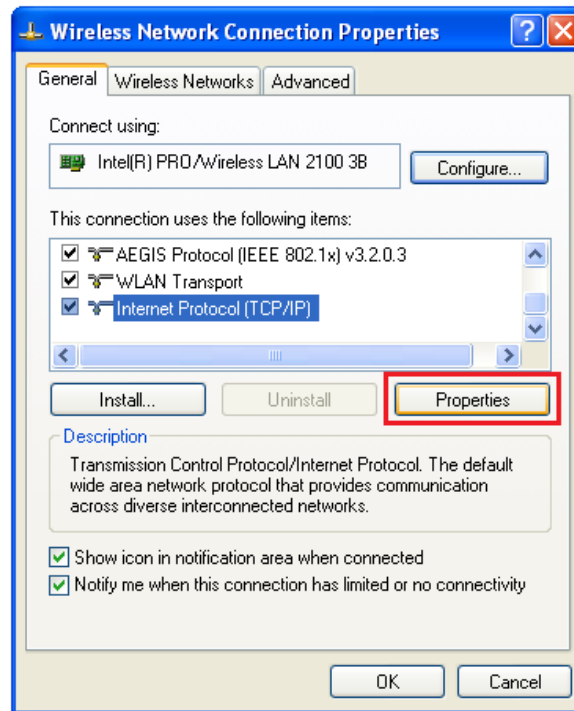 Wireless Network Connection Properties
General Wireless Networks Advanced
Connect using:
Intel(R) PRO/Wireless LAN 2100 3B Configure...
This connection uses the following items:
AEGIS Protocol (IEEE 802.1x) v3.2.0.3
WLAN Transport
Internet Protocol (TCP/IP)
Install... Uninstall Properties
Description
Transmission Control Protocol/Internet Protocol. The default
wide area network protocol that provides communication
across diverse interconnected networks.
Show icon in notification area when connected
Notify me when this connection has limited or no connectivity
OK Cancel